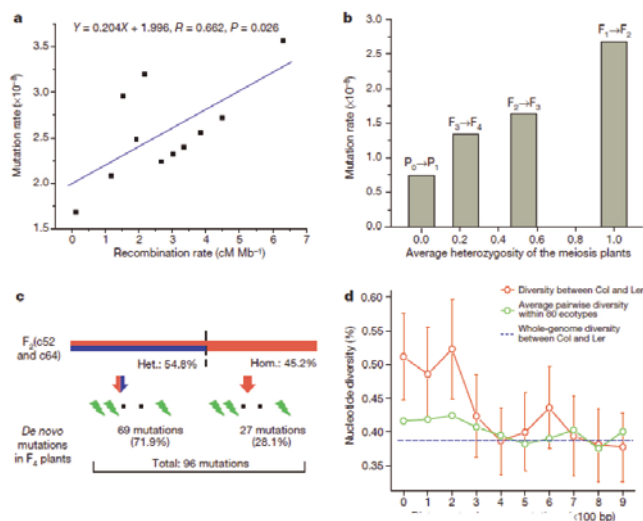 a
Y = 0.204X + 1.996, R = 0.662, P = 0.026
Mutation rate (×10⁻⁸)
3.5
3.0
2.5
2.0
1.5
0 1 2 3 4 5 6 7
Recombination rate (cM Mb⁻¹)
b
Mutation rate (×10⁻⁸)
3.0
2.5
2.0
1.5
1.0
0.5
0.0
P₀→P₁
F₃→F₄
F₂→F₃
F₁→F₂
0.0 0.2 0.4 0.6 0.8 1.0
Average heterozygosity of the meiosis plants
c
F₂(c52
and c64)
Het.: 54.8%
Hom.: 45.2%
De novo
mutations
in F₄ plants
69 mutations
(71.9%)
27 mutations
(28.1%)
Total: 96 mutations
d
Diversity between Col and Ler
Average pairwise diversity
within 80 ecotypes
Whole-genome diversity
between Col and Ler
Nucleotide diversity (%)
0.60
0.55
0.50
0.45
0.40
0.35
0 1 2 3 4 5 6 7 8 9